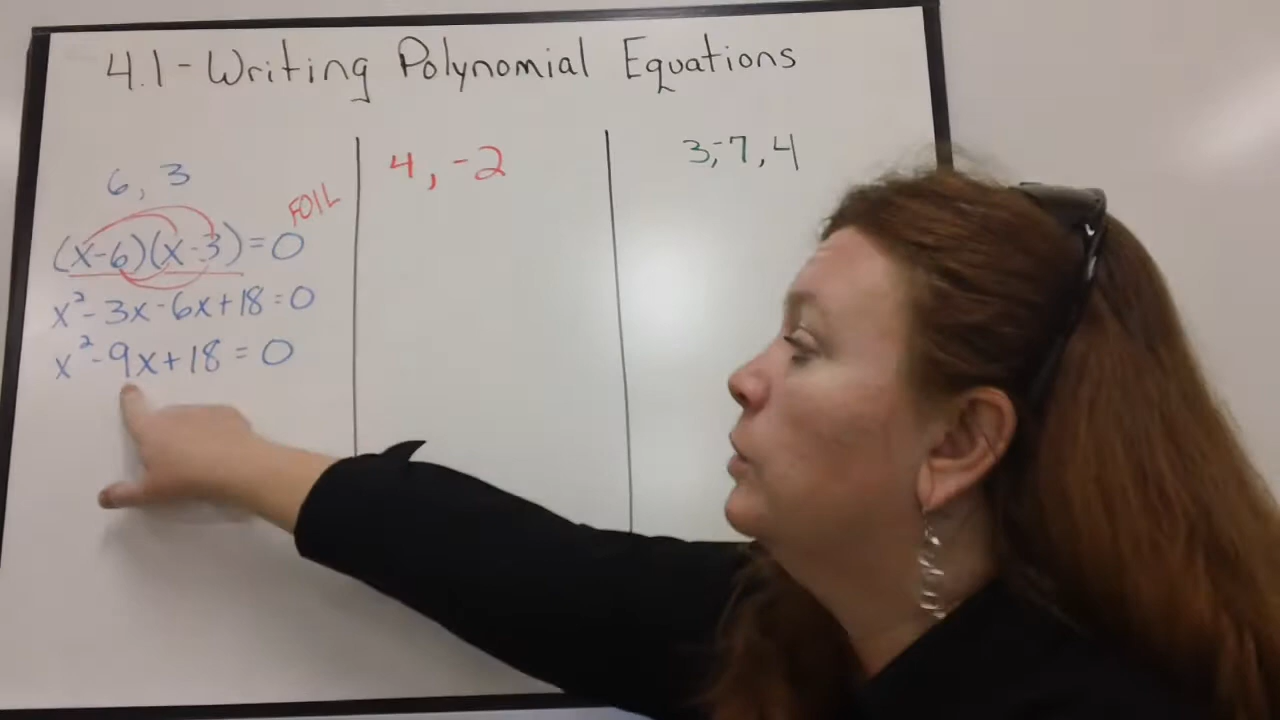 4.1 - Writing Polynomial Equations
6, 3
FOIL
(x-6)(x-3) = 0
x² - 3x - 6x + 18 = 0
x² - 9x + 18 = 0
4, -2
3, -7, 4